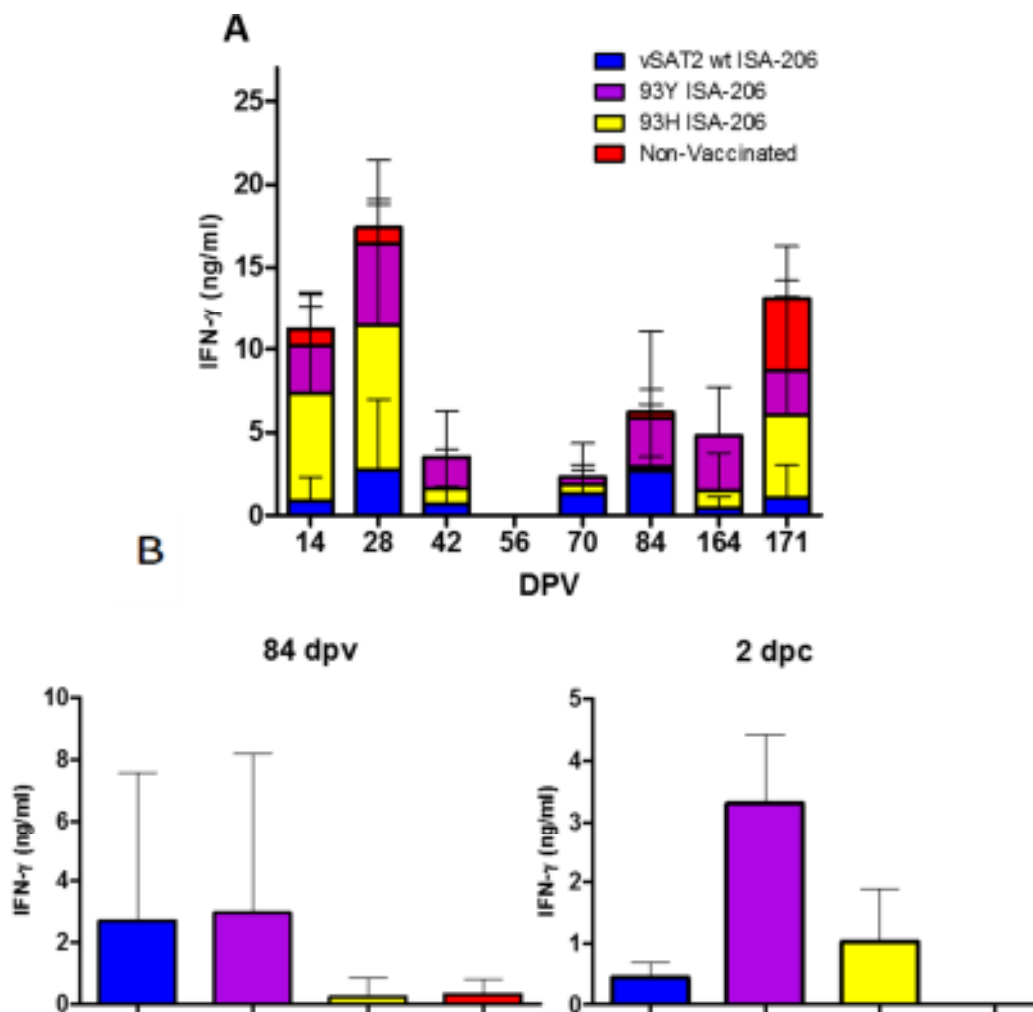 A
vSAT2 wt ISA-206
93Y ISA-206
93H ISA-206
Non-Vaccinated
IFN-γ (ng/ml)
25
20
15
10
5
0
14 28 42 56 70 84 164 171
DPV
B
84 dpv
IFN-γ (ng/ml)
10
8
6
4
2
0
2 dpc
IFN-γ (ng/ml)
5
4
3
2
1
0